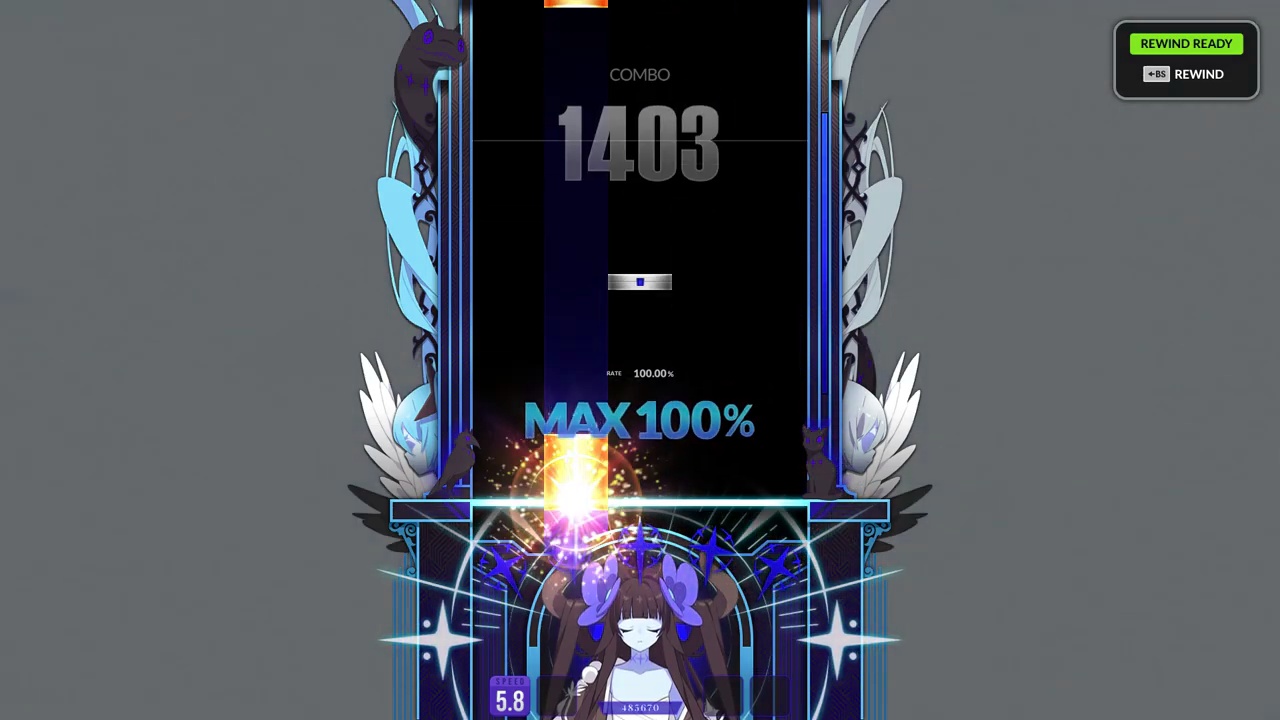 REWIND READY
←BS REWIND
COMBO
1403
RATE 100.00%
MAX 100%
SPEED
5.8
485670